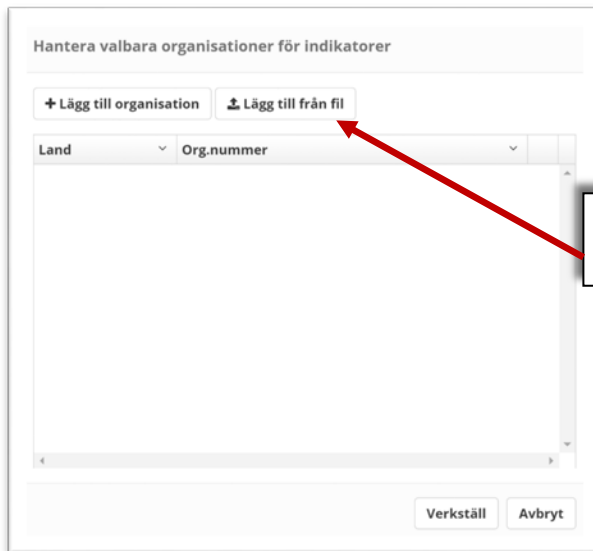 Hantera valbara organisationer för indikatorer
+ Lägg till organisation Lägg till från fil
Land Org.nummer
Verkställ Avbryt